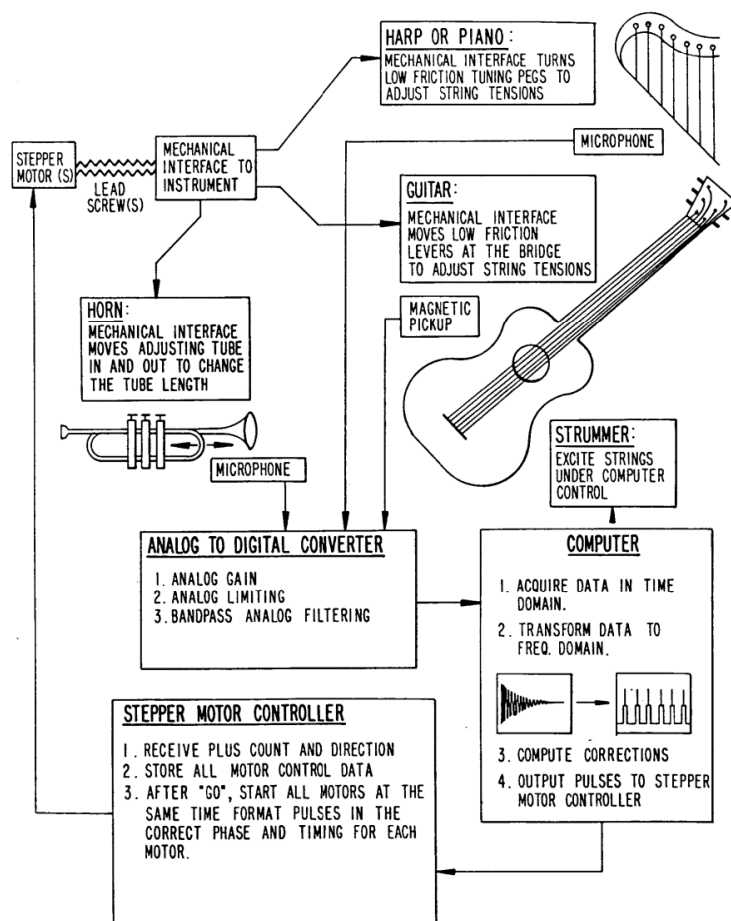 HARP OR PIANO:
MECHANICAL INTERFACE TURNS
LOW FRICTION TUNING PEGS TO
ADJUST STRING TENSIONS
MICROPHONE
STEPPER
MOTOR (S)
LEAD
SCREW(S)
MECHANICAL
INTERFACE TO
INSTRUMENT
GUITAR:
MECHANICAL INTERFACE
MOVES LOW FRICTION
LEVERS AT THE BRIDGE
TO ADJUST STRING TENSIONS
MAGNETIC
PICKUP
HORN:
MECHANICAL INTERFACE
MOVES ADJUSTING TUBE
IN AND OUT TO CHANGE
THE TUBE LENGTH
MICROPHONE
STRUMMER:
EXCITE STRINGS
UNDER COMPUTER
CONTROL
ANALOG TO DIGITAL CONVERTER
1. ANALOG GAIN
2. ANALOG LIMITING
3. BANDPASS ANALOG FILTERING
COMPUTER
1. ACQUIRE DATA IN TIME
DOMAIN.
2. TRANSFORM DATA TO
FREQ. DOMAIN.
3. COMPUTE CORRECTIONS
4. OUTPUT PULSES TO STEPPER
MOTOR CONTROLLER
STEPPER MOTOR CONTROLLER
1. RECEIVE PLUS COUNT AND DIRECTION
2. STORE ALL MOTOR CONTROL DATA
3. AFTER "GO", START ALL MOTORS AT THE
SAME TIME FORMAT PULSES IN THE
CORRECT PHASE AND TIMING FOR EACH
MOTOR.